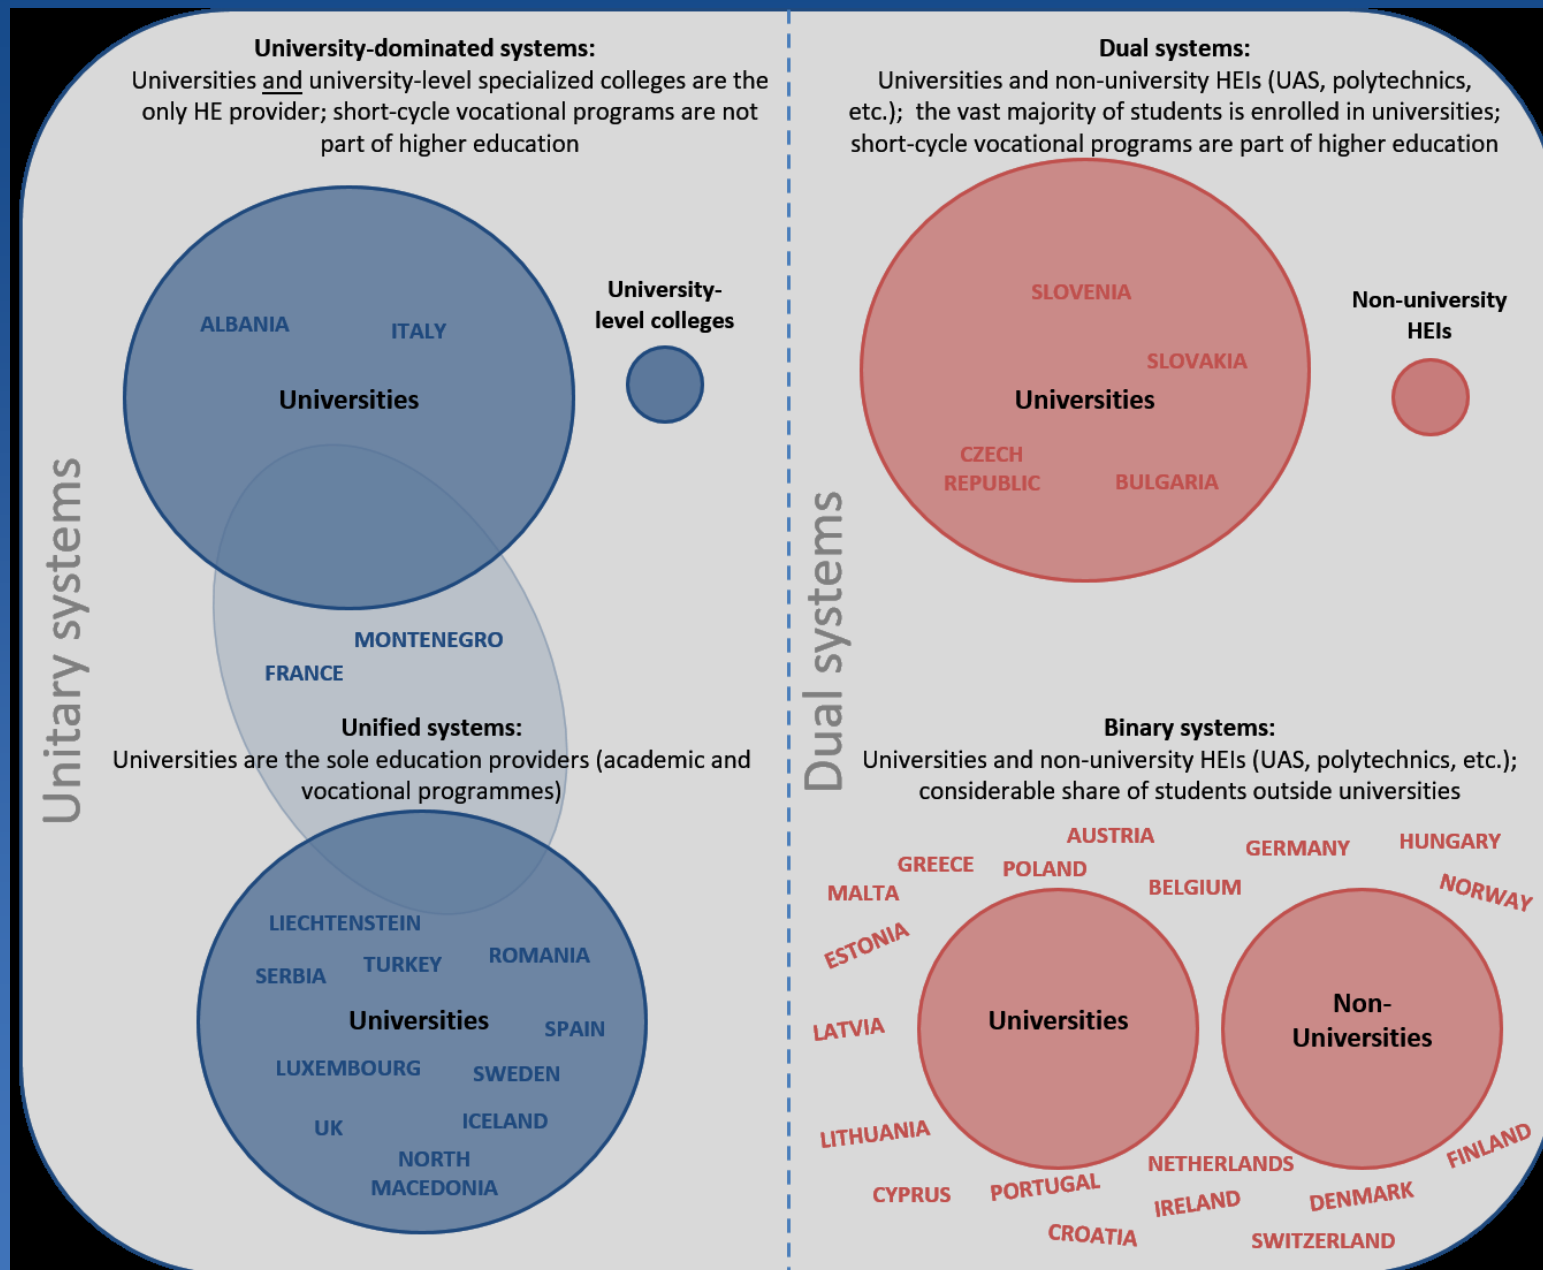 University-dominated systems:
Universities and university-level specialized colleges are the
only HE provider; short-cycle vocational programs are not
part of higher education
University-
level colleges
ALBANIA
ITALY
Universities
Unitary systems
MONTENEGRO
FRANCE
Unified systems:
Universities are the sole education providers (academic and
vocational programmes)
LIECHTENSTEIN
ROMANIA
TURKEY
SERBIA
Universities
SPAIN
LUXEMBOURG
SWEDEN
ICELAND
UK
NORTH
MACEDONIA
Dual systems:
Universities and non-university HEIs (UAS, polytechnics,
etc.);  the vast majority of students is enrolled in universities;
short-cycle vocational programs are part of higher education
SLOVENIA
Non-university
HEIs
SLOVAKIA
Universities
CZECH
REPUBLIC
BULGARIA
Dual systems
Binary systems:
Universities and non-university HEIs (UAS, polytechnics, etc.);
considerable share of students outside universities
AUSTRIA
GERMANY
HUNGARY
GREECE
POLAND
BELGIUM
NORWAY
MALTA
ESTONIA
Universities
Non-
Universities
LATVIA
LITHUANIA
FINLAND
NETHERLANDS
CYPRUS
PORTUGAL
IRELAND
DENMARK
CROATIA
SWITZERLAND